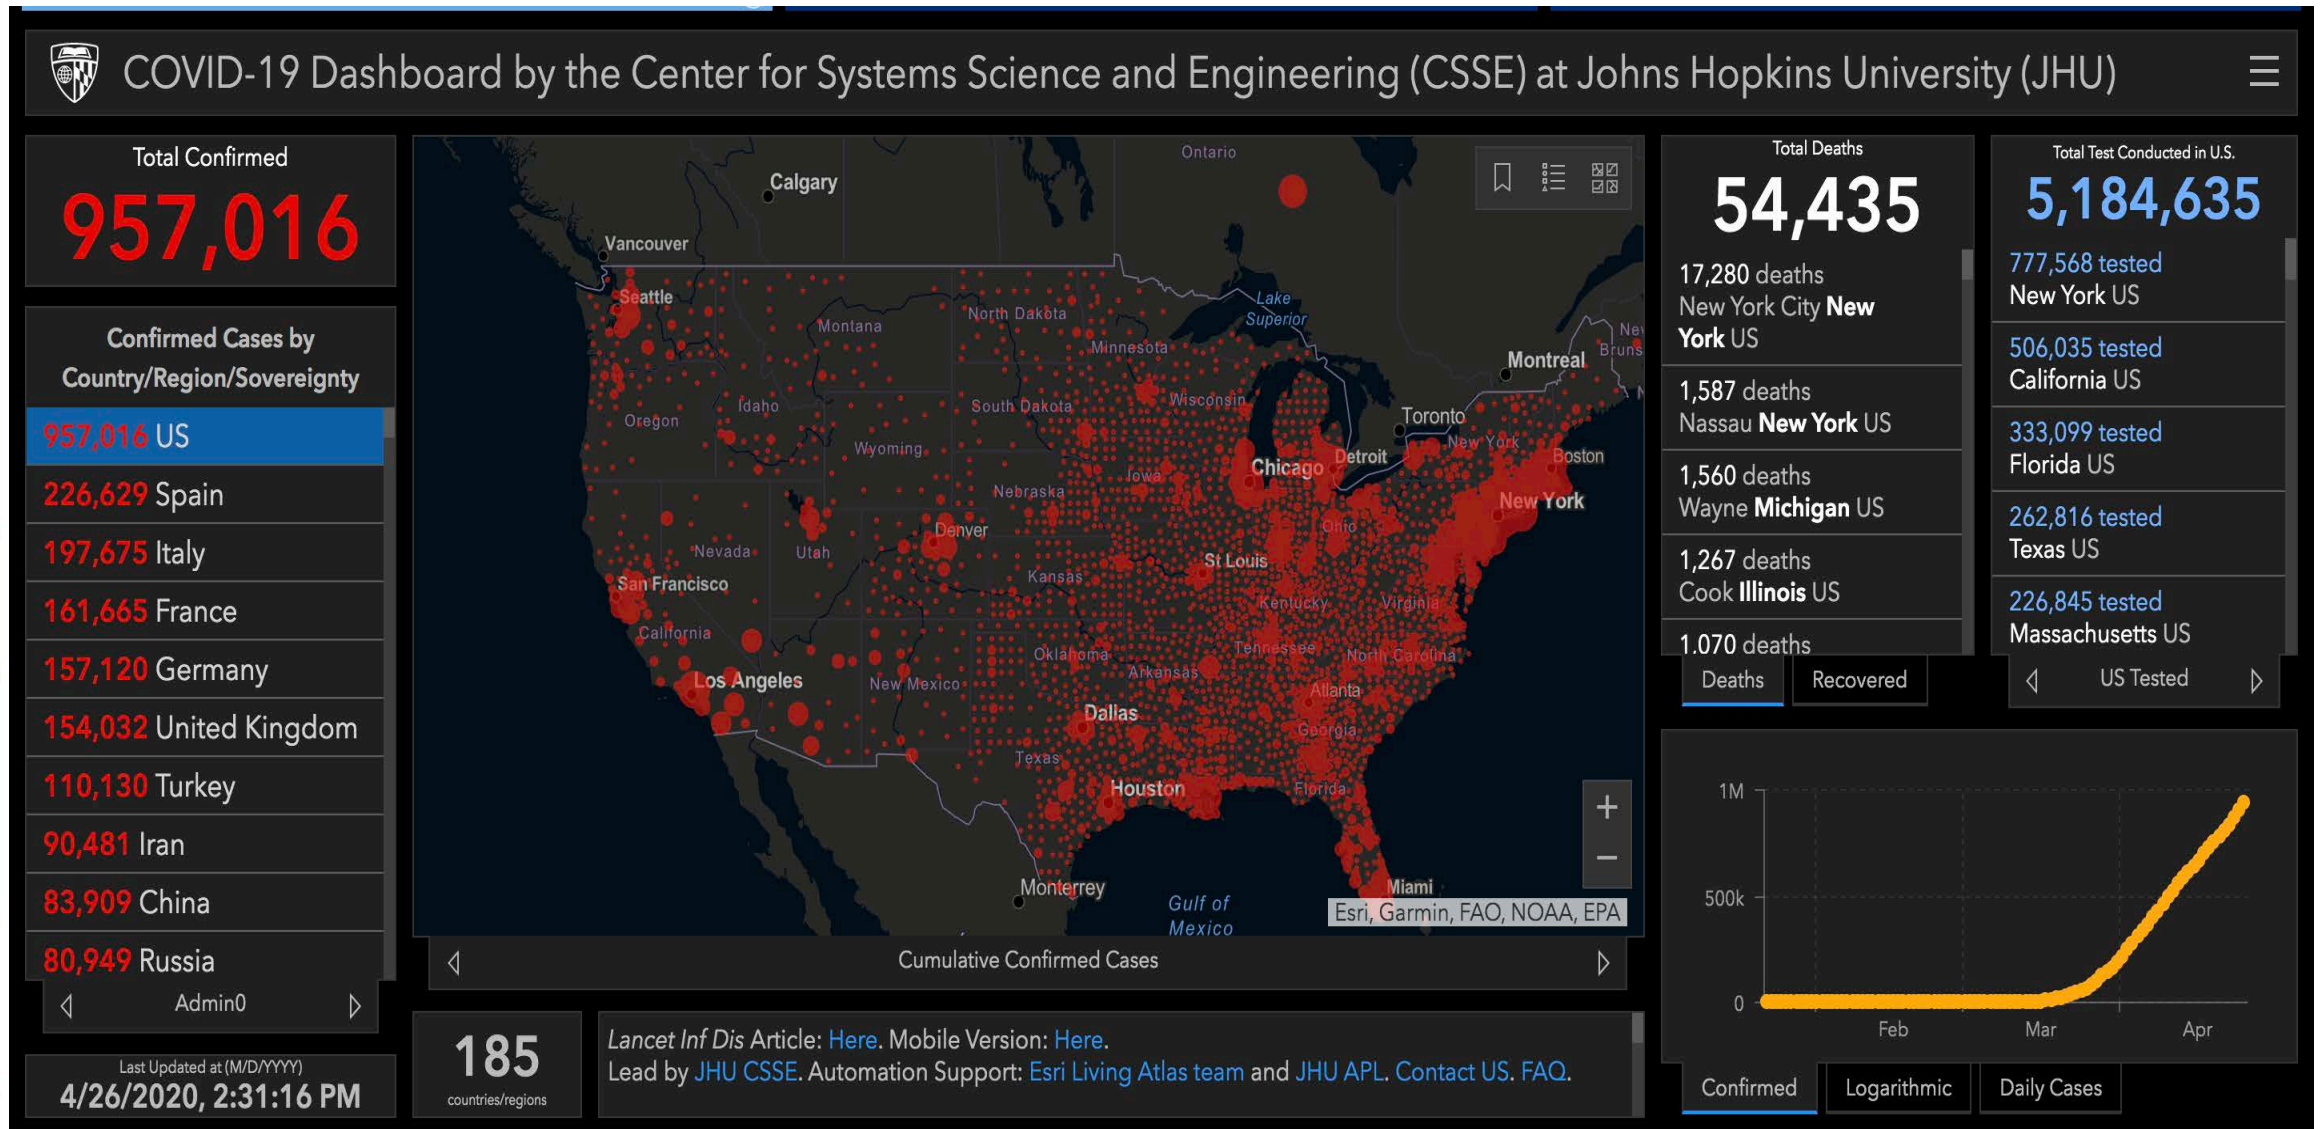 COVID-19 Dashboard by the Center for Systems Science and Engineering (CSSE) at Johns Hopkins University (JHU)
Total Confirmed
957,016
Confirmed Cases by
Country/Region/Sovereignty
957,016 US
226,629 Spain
197,675 Italy
161,665 France
157,120 Germany
154,032 United Kingdom
110,130 Turkey
90,481 Iran
83,909 China
80,949 Russia
Admin0
Last Updated at (M/D/YYYY)
4/26/2020, 2:31:16 PM
Ontario
Calgary
Vancouver
Seattle
Lake
Superior
North Dakota
Montana
Minnesota
Montreal
Bruns
Wisconsin
South Dakota
Idaho
Oregon
Toronto
New York
Wyoming
Detroit
Boston
Chicago
Iowa
Nebraska
New York
Ohio
Denver
Nevada
Utah
St Louis
Kansas
San Francisco
Kentucky
Virginia
California
Tennessee
Oklahoma
North Carolina
Arkansas
Los Angeles
New Mexico
Atlanta
Dallas
Georgia
Texas
Houston
Florida
Monterrey
Miami
Gulf of
Mexico
Esri, Garmin, FAO, NOAA, EPA
Cumulative Confirmed Cases
185
countries/regions
Lancet Inf Dis Article: Here. Mobile Version: Here.
Lead by JHU CSSE. Automation Support: Esri Living Atlas team and JHU APL. Contact US. FAQ.
Total Deaths
54,435
17,280 deaths
New York City New
York US
1,587 deaths
Nassau New York US
1,560 deaths
Wayne Michigan US
1,267 deaths
Cook Illinois US
1,070 deaths
Deaths
Recovered
Total Test Conducted in U.S.
5,184,635
777,568 tested
New York US
506,035 tested
California US
333,099 tested
Florida US
262,816 tested
Texas US
226,845 tested
Massachusetts US
US Tested
1M
500k
0
Feb
Mar
Apr
Confirmed
Logarithmic
Daily Cases